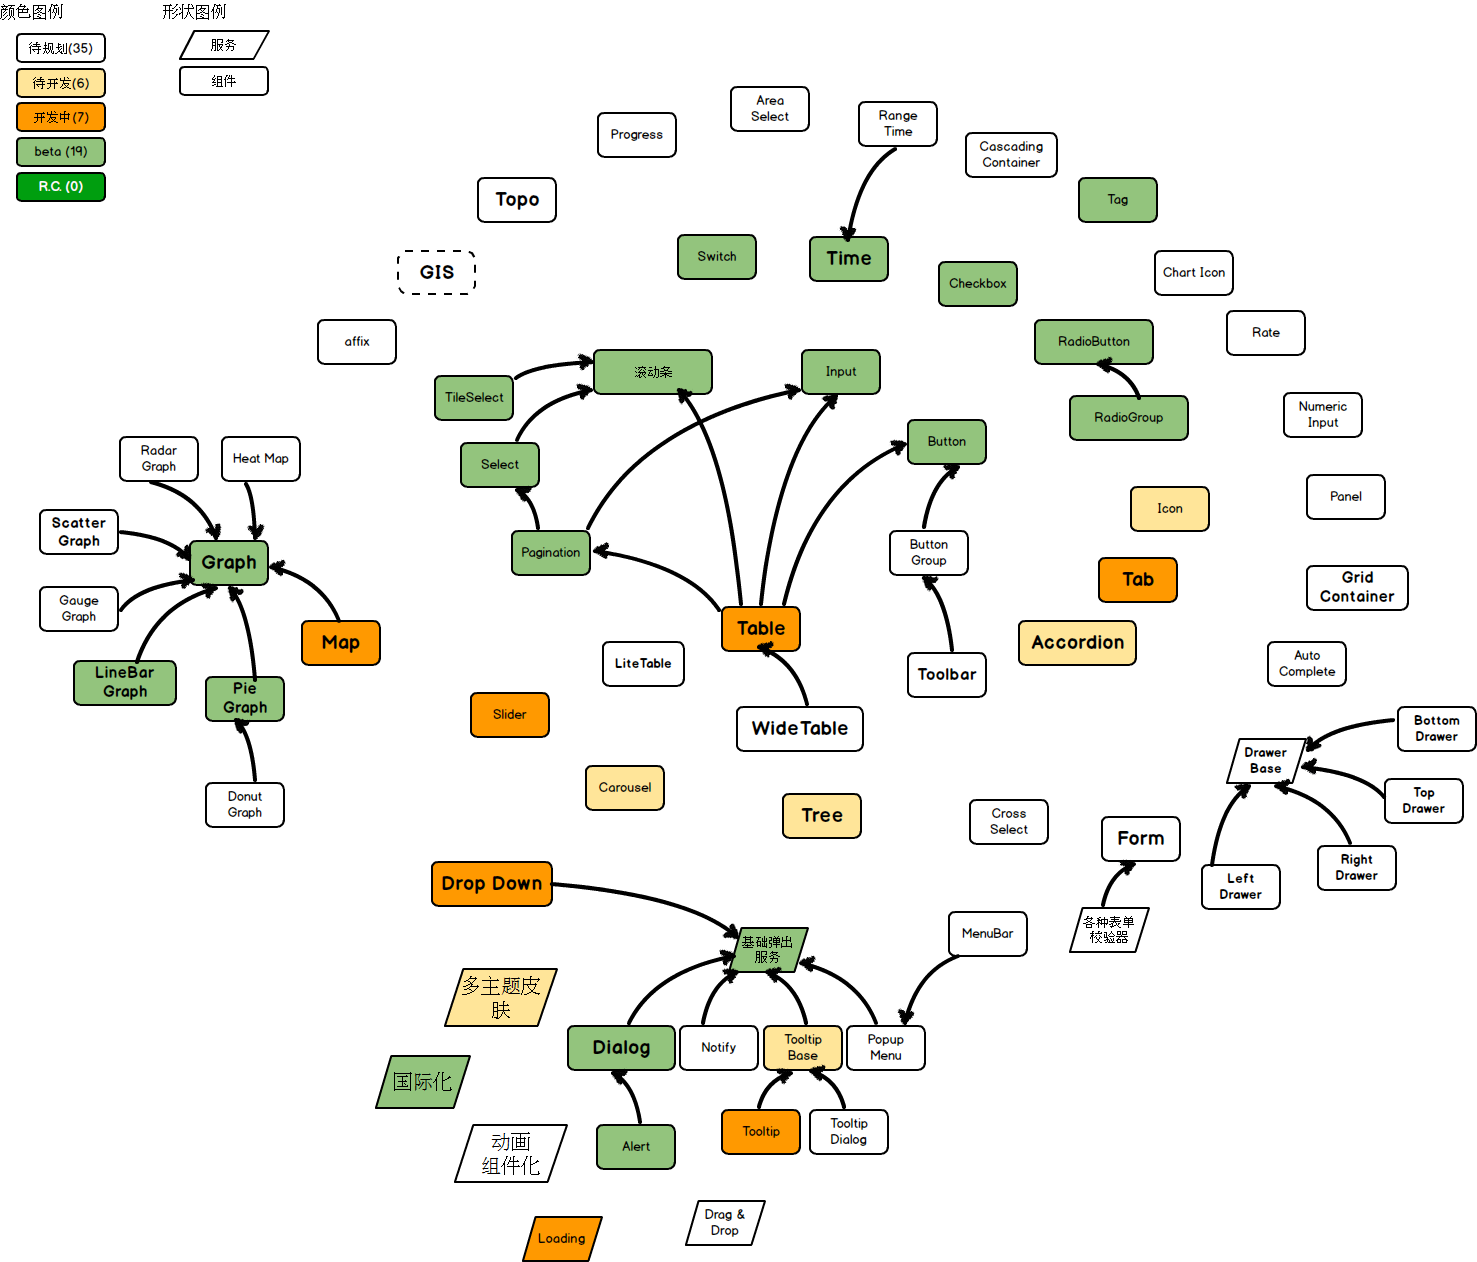 颜色图例
形状图例
待规划(35)
服务
待开发(6)
组件
开发中(7)
beta (19)
R.C. (0)
Area
Select
Range
Time
Progress
Cascading
Container
Topo
Tag
Switch
Time
GIS
Checkbox
Chart Icon
affix
RadioButton
Rate
滚动条
Input
TileSelect
RadioGroup
Numeric
Input
Button
Select
Radar
Graph
Heat Map
Panel
Icon
Scatter
Graph
Pagination
Button
Group
Graph
Tab
Grid
Container
Gauge
Graph
Map
Table
Accordion
LiteTable
Auto
Complete
LineBar
Graph
Pie
Graph
Toolbar
Slider
WideTable
Bottom
Drawer
Drawer
Base
Carousel
Top
Drawer
Donut
Graph
Tree
Cross
Select
Form
Right
Drawer
Drop Down
Left
Drawer
各种表单
校验器
MenuBar
基础弹出
服务
多主题皮
肤
Dialog
Notify
Tooltip
Base
Popup
Menu
国际化
Tooltip
Tooltip
Dialog
动画
组件化
Alert
Drag &
Drop
Loading